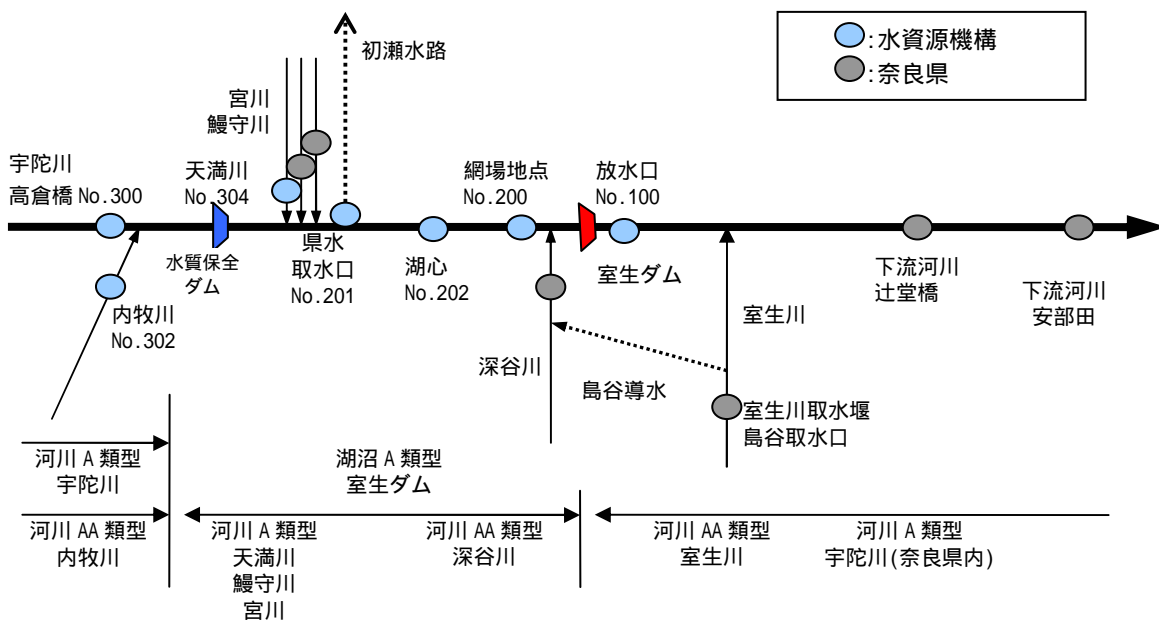 :水資源機構
:奈良県
初瀬水路
宮川
鰻守川
宇陀川
高倉橋 No.300
天満川
No.304
網場地点
No.200
放水口
No.100
水質保全
ダム
県水
取水口
No.201
湖心
No.202
室生ダム
下流河川
辻堂橋
下流河川
安部田
内牧川
No.302
深谷川
島谷導水
室生川
室生川取水堰
島谷取水口
河川 A 類型
宇陀川
湖沼 A 類型
室生ダム
河川 AA 類型
内牧川
河川 A 類型
天満川
鰻守川
宮川
河川 AA 類型
深谷川
河川 AA 類型
室生川
河川 A 類型
宇陀川(奈良県内)